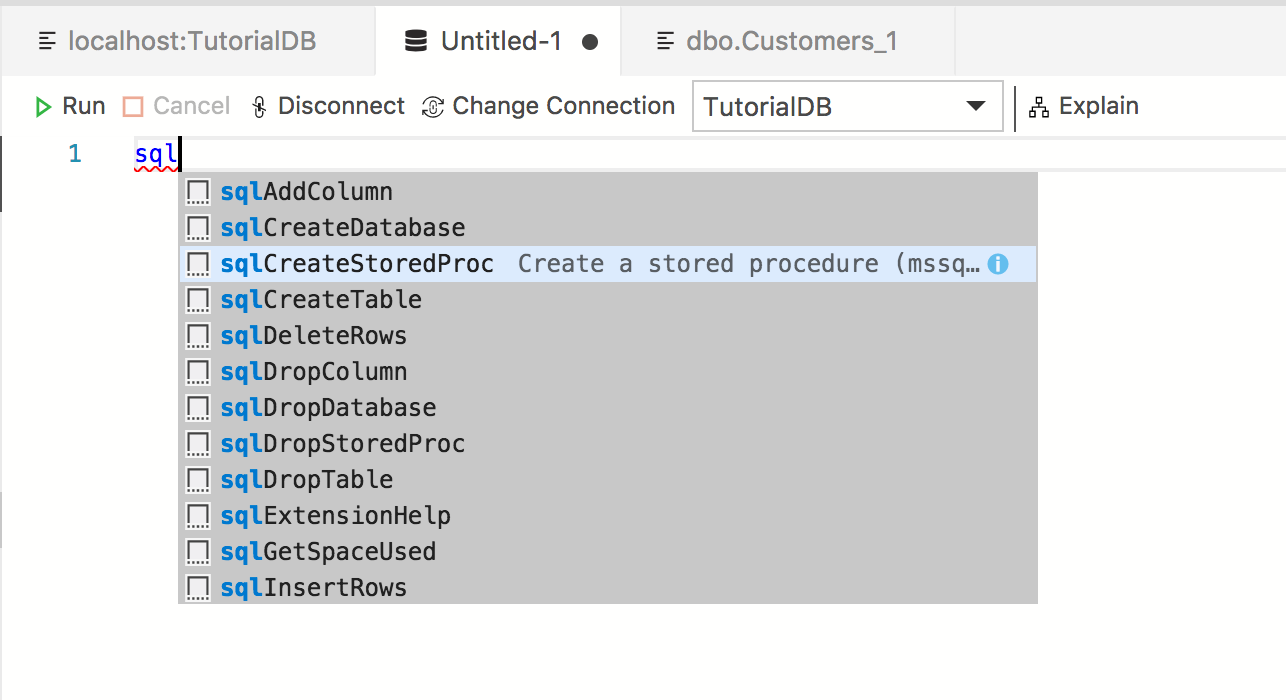 localhost:TutorialDB Untitled-1 dbo.Customers_1
Run Cancel Disconnect Change Connection TutorialDB Explain
1 sql
sqlAddColumn
sqlCreateDatabase
sqlCreateStoredProc Create a stored procedure (mssq…
sqlCreateTable
sqlDeleteRows
sqlDropColumn
sqlDropDatabase
sqlDropStoredProc
sqlDropTable
sqlExtensionHelp
sqlGetSpaceUsed
sqlInsertRows